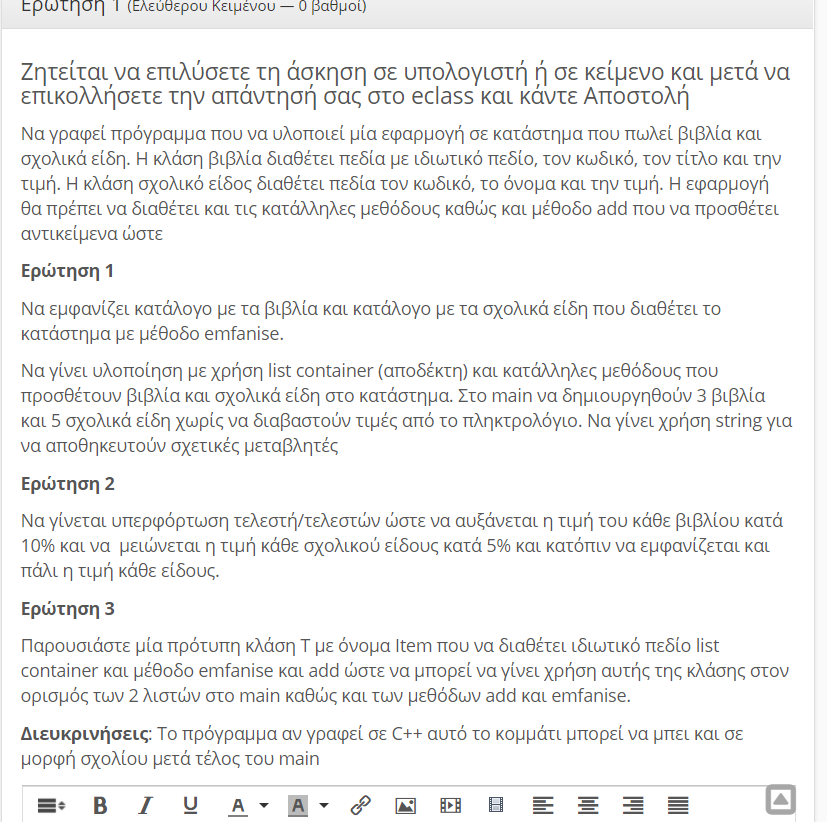 Ερώτηση 1 (Ελεύθερου Κειμένου — 0 βαθμοί)
Ζητείται να επιλύσετε τη άσκηση σε υπολογιστή ή σε κείμενο και μετά να
επικολλήσετε την απάντησή σας στο eclass και κάντε Αποστολή
Να γραφεί πρόγραμμα που να υλοποιεί μία εφαρμογή σε κατάστημα που πωλεί βιβλία και
σχολικά είδη. Η κλάση βιβλία διαθέτει πεδία με ιδιωτικό πεδίο, τον κωδικό, τον τίτλο και την
τιμή. Η κλάση σχολικό είδος διαθέτει πεδία τον κωδικό, το όνομα και την τιμή. Η εφαρμογή
θα πρέπει να διαθέτει και τις κατάλληλες μεθόδους καθώς και μέθοδο add που να προσθέτει
αντικείμενα ώστε
Ερώτηση 1
Να εμφανίζει κατάλογο με τα βιβλία και κατάλογο με τα σχολικά είδη που διαθέτει το
κατάστημα με μέθοδο emfanise.
Να γίνει υλοποίηση με χρήση list container (αποδέκτη) και κατάλληλες μεθόδους που
προσθέτουν βιβλία και σχολικά είδη στο κατάστημα. Στο main να δημιουργηθούν 3 βιβλία
και 5 σχολικά είδη χωρίς να διαβαστούν τιμές από το πληκτρολόγιο. Να γίνει χρήση string για
να αποθηκευτούν σχετικές μεταβλητές
Ερώτηση 2
Να γίνεται υπερφόρτωση τελεστή/τελεστών ώστε να αυξάνεται η τιμή του κάθε βιβλίου κατά
10% και να μειώνεται η τιμή κάθε σχολικού είδους κατά 5% και κατόπιν να εμφανίζεται και
πάλι η τιμή κάθε είδους.
Ερώτηση 3
Παρουσιάστε μία πρότυπη κλάση Τ με όνομα Item που να διαθέτει ιδιωτικό πεδίο list
container και μέθοδο emfanise και add ώστε να μπορεί να γίνει χρήση αυτής της κλάσης στον
ορισμός των 2 λιστών στο main καθώς και των μεθόδων add και emfanise.
Διευκρινήσεις: Το πρόγραμμα αν γραφεί σε C++ αυτό το κομμάτι μπορεί να μπει και σε
μορφή σχολίου μετά τέλος του main
B I U A A